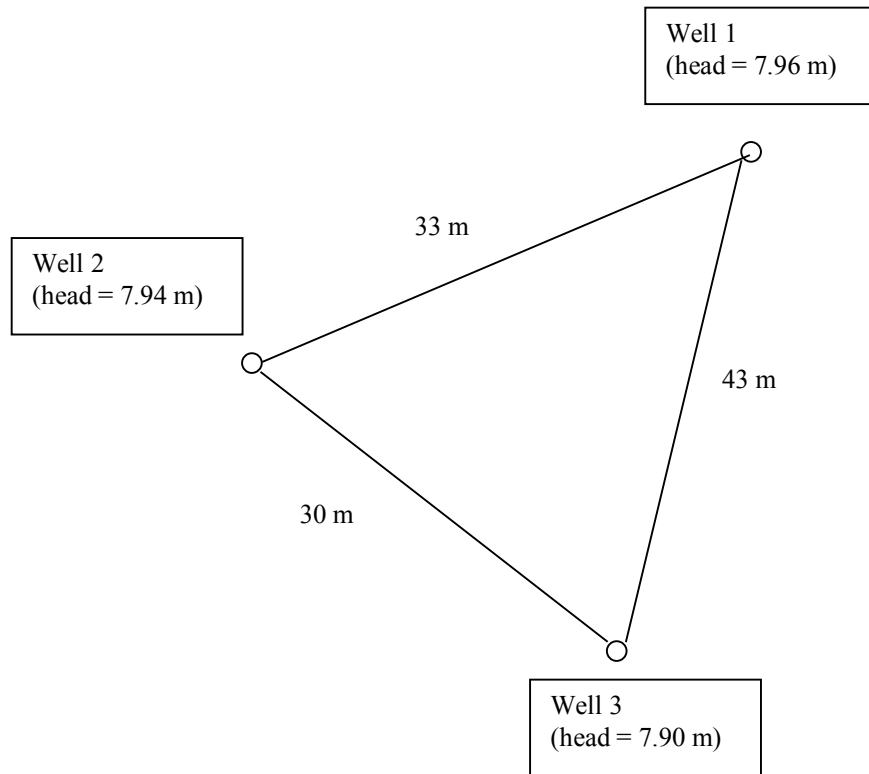 Well 1
(head = 7.96 m)
33 m
Well 2
(head = 7.94 m)
43 m
30 m
Well 3
(head = 7.90 m)